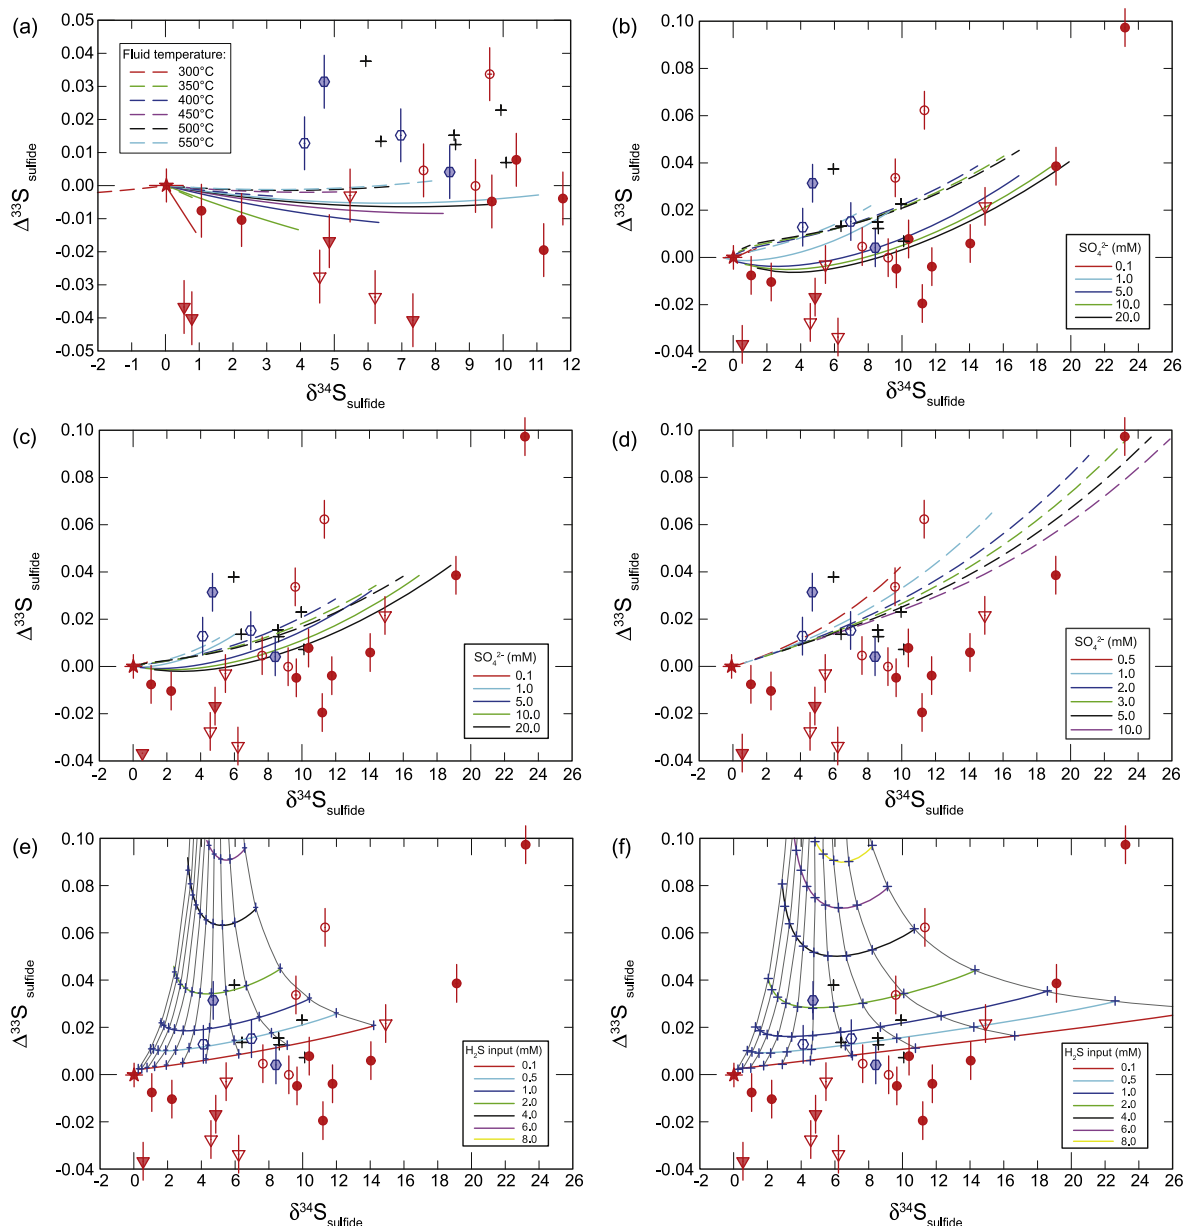 (a)
0.05
0.04
0.03
0.02
0.01
0.00
-0.01
-0.02
-0.03
-0.04
-0.05
Δ³³S sulfide
Fluid temperature:
300°C
350°C
400°C
450°C
500°C
550°C
-2 -1 0 1 2 3 4 5 6 7 8 9 10 11 12
δ³⁴S sulfide
(b)
0.10
0.08
0.06
0.04
0.02
0.00
-0.02
-0.04
Δ³³S sulfide
SO₄²⁻ (mM)
0.1
1.0
5.0
10.0
20.0
-2 0 2 4 6 8 10 12 14 16 18 20 22 24 26
δ³⁴S sulfide
(c)
0.10
0.08
0.06
0.04
0.02
0.00
-0.02
-0.04
Δ³³S sulfide
SO₄²⁻ (mM)
0.1
1.0
5.0
10.0
20.0
-2 0 2 4 6 8 10 12 14 16 18 20 22 24 26
δ³⁴S sulfide
(d)
0.10
0.08
0.06
0.04
0.02
0.00
-0.02
-0.04
Δ³³S sulfide
SO₄²⁻ (mM)
0.5
1.0
2.0
3.0
5.0
10.0
-2 0 2 4 6 8 10 12 14 16 18 20 22 24 26
δ³⁴S sulfide
(e)
0.10
0.08
0.06
0.04
0.02
0.00
-0.02
-0.04
Δ³³S sulfide
H₂S input (mM)
0.1
0.5
1.0
2.0
4.0
6.0
8.0
-2 0 2 4 6 8 10 12 14 16 18 20 22 24 26
δ³⁴S sulfide
(f)
0.10
0.08
0.06
0.04
0.02
0.00
-0.02
-0.04
Δ³³S sulfide
H₂S input (mM)
0.1
0.5
1.0
2.0
4.0
6.0
8.0
-2 0 2 4 6 8 10 12 14 16 18 20 22 24 26
δ³⁴S sulfide